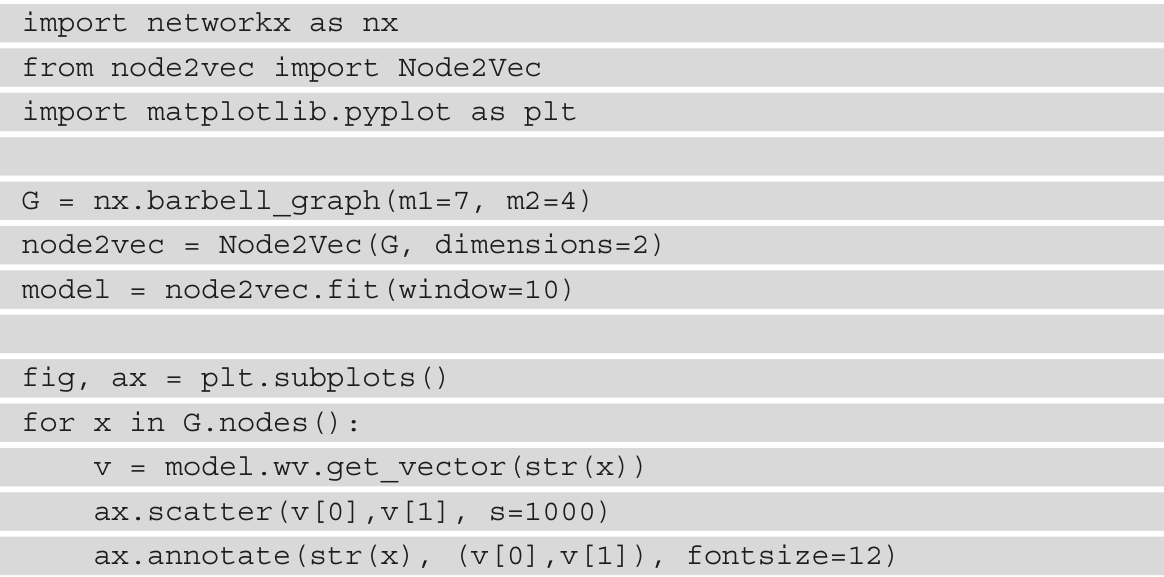 import networkx as nx
from node2vec import Node2Vec
import matplotlib.pyplot as plt
G = nx.barbell_graph(m1=7, m2=4)
node2vec = Node2Vec(G, dimensions=2)
model = node2vec.fit(window=10)
fig, ax = plt.subplots()
for x in G.nodes():
    v = model.wv.get_vector(str(x))
    ax.scatter(v[0],v[1], s=1000)
    ax.annotate(str(x), (v[0],v[1]), fontsize=12)